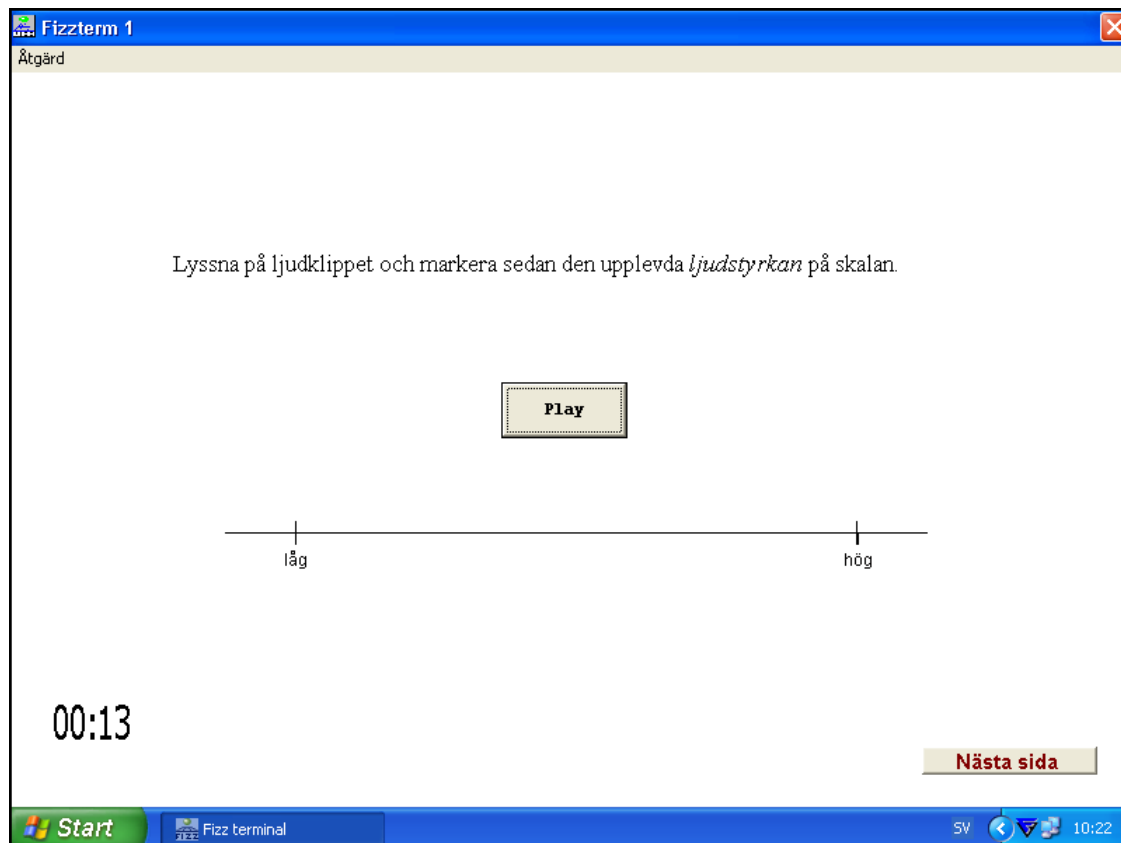 Fizzterm 1
Åtgärd
Lyssna på ljudklippet och markera sedan den upplevda ljudstyrkan på skalan.
Play
låg hög
00:13
Nästa sida
Start Fizz terminal SV 10:22